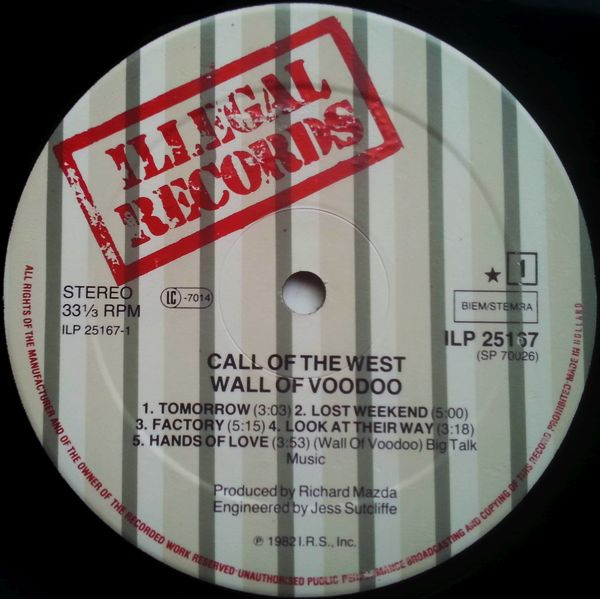 ILLEGAL
RECORDS
STEREO
33⅓ RPM
ILP 25167-1
LC -7014
★ 1
BIEM/STEMRA
ILP 25167
(SP 70026)
CALL OF THE WEST
WALL OF VOODOO
1. TOMORROW (3:03) 2. LOST WEEKEND (5:00)
3. FACTORY (5:15) 4. LOOK AT THEIR WAY (3:18)
5. HANDS OF LOVE (3:53) (Wall Of Voodoo) Big Talk
Music
Produced by Richard Mazda
Engineered by Jess Sutcliffe
℗ 1982 I.R.S., Inc.
ALL RIGHTS OF THE MANUFACTURER AND OF THE OWNER OF THE RECORDED WORK RESERVED·UNAUTHORISED PUBLIC PERFORMANCE BROADCASTING AND COPYING OF THIS RECORD PROHIBITED·MADE IN HOLLAND